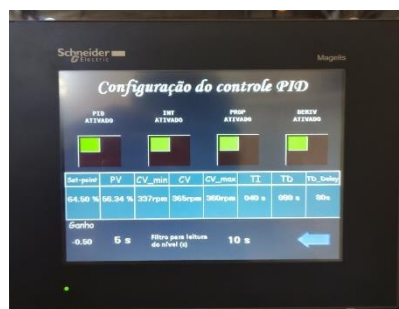 Schneider
Electric
Magelis
Configuração do controle PID
PID INT PROP DERIV
ATIVADO ATIVADO ATIVADO ATIVADO
Set-point PV CV_min CV CV_max TI TD TD_Delay
64.50 % 56.34 % 337rpm 365rpm 380rpm 040 s 080 s
Ganho
-0.50 5 s Filtro para leitura do nível (s) 10 s